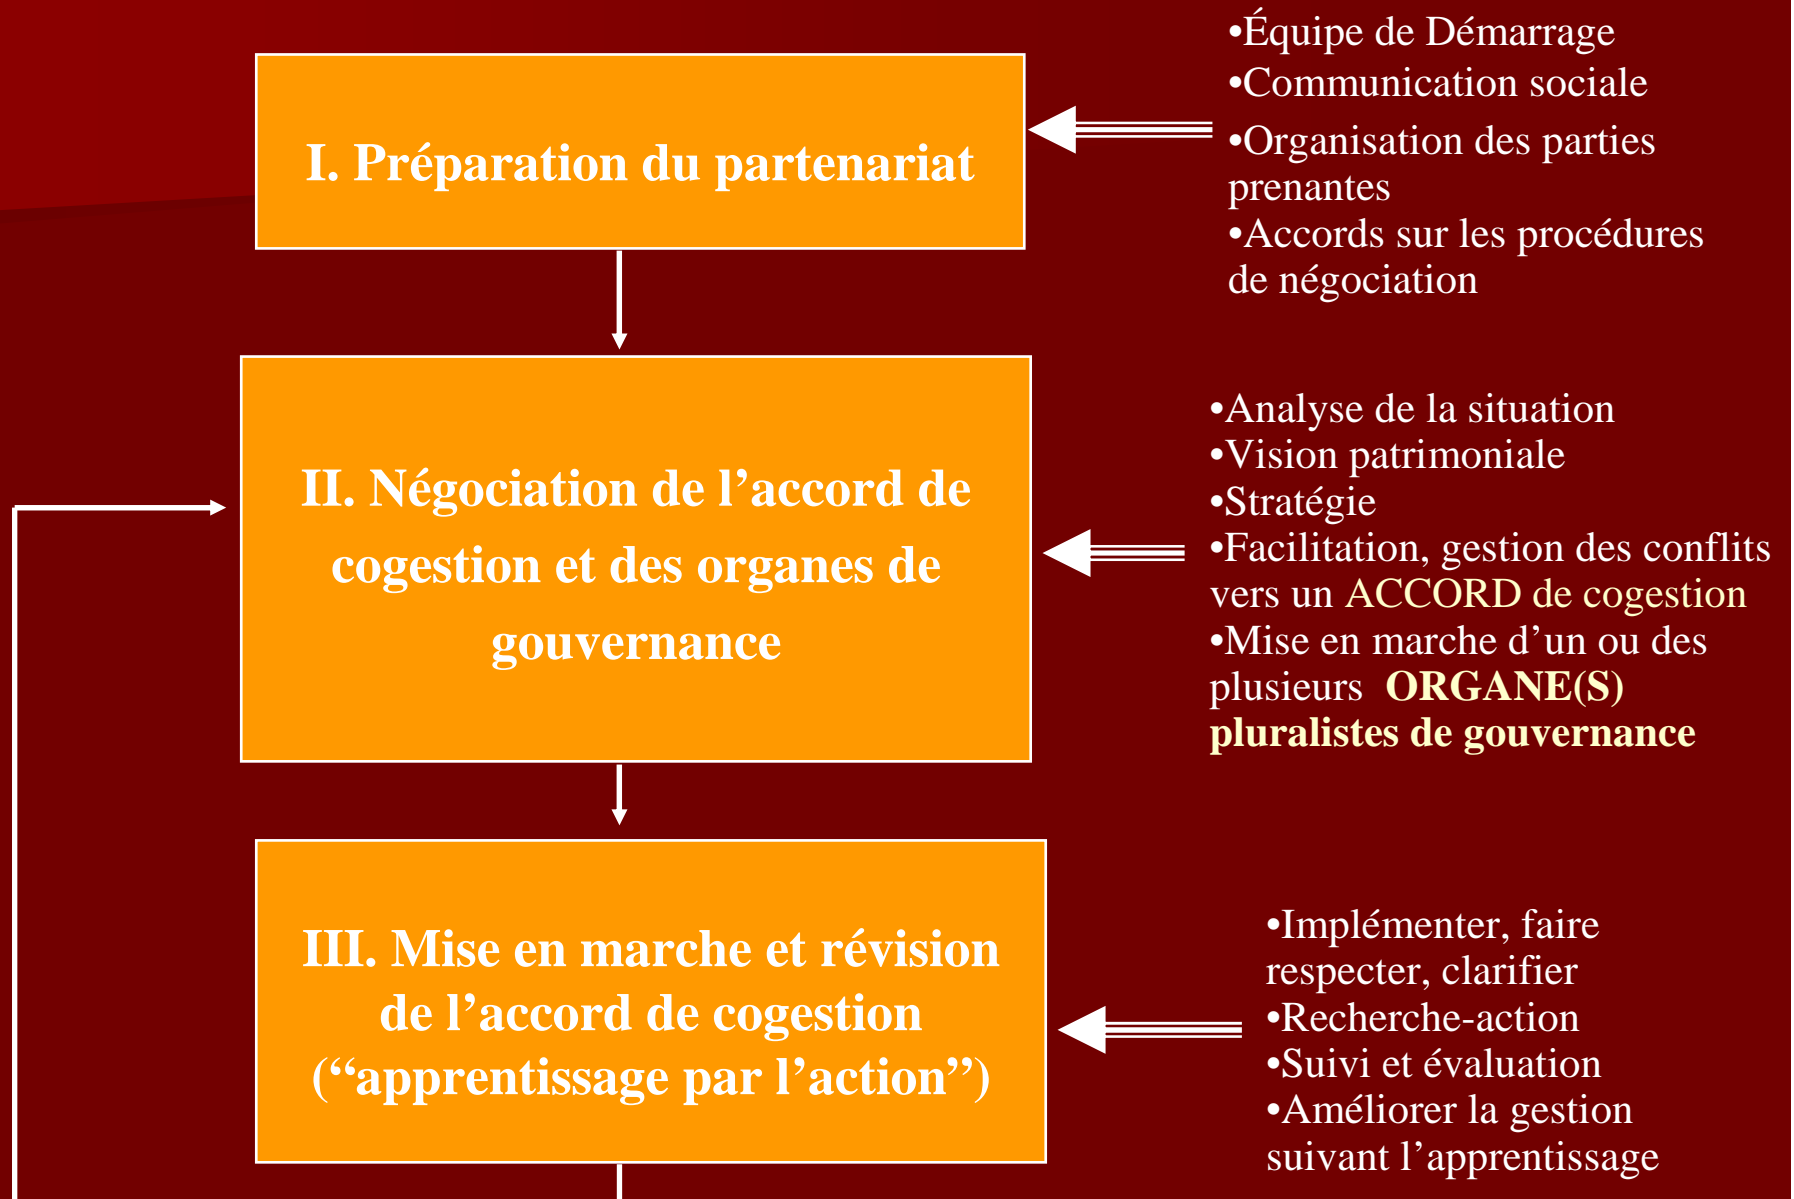 I. Préparation du partenariat
•Équipe de Démarrage
•Communication sociale
•Organisation des parties
prenantes
•Accords sur les procédures
de négociation
II. Négociation de l’accord de
cogestion et des organes de
gouvernance
•Analyse de la situation
•Vision patrimoniale
•Stratégie
•Facilitation, gestion des conflits
vers un ACCORD de cogestion
•Mise en marche d’un ou des
plusieurs ORGANE(S)
pluralistes de gouvernance
III. Mise en marche et révision
de l’accord de cogestion
(“apprentissage par l’action”)
•Implémenter, faire
respecter, clarifier
•Recherche-action
•Suivi et évaluation
•Améliorer la gestion
suivant l’apprentissage